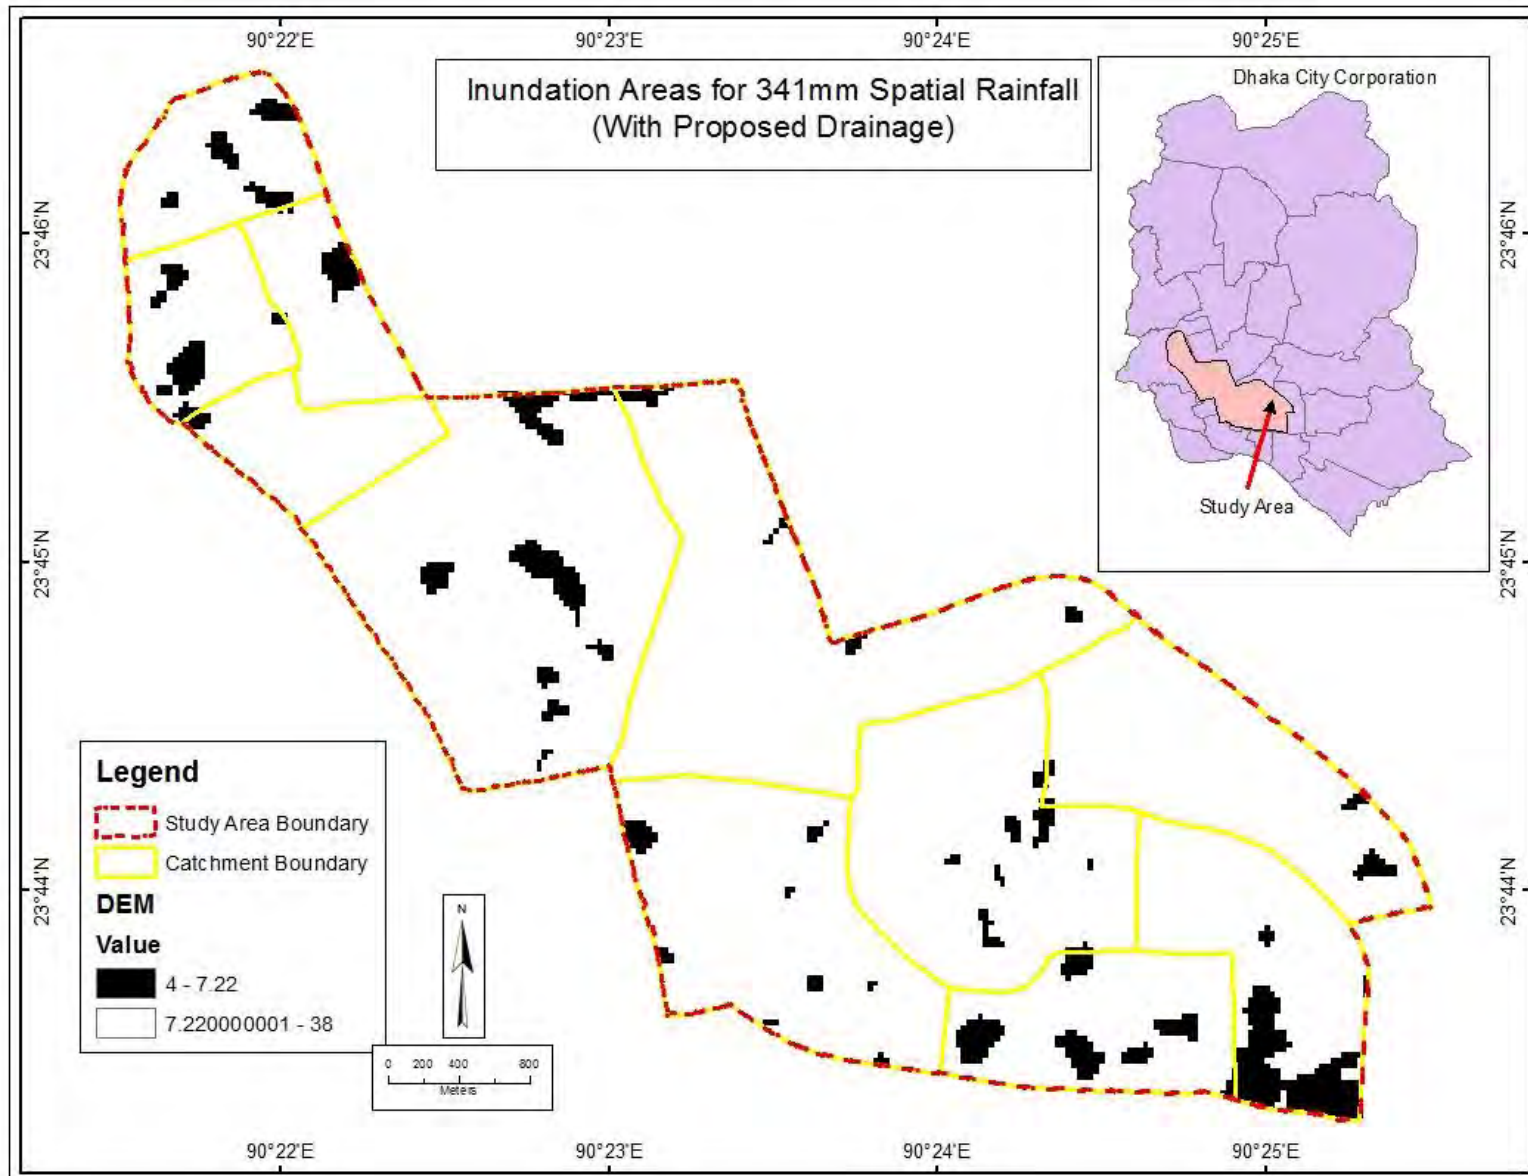 90°22'E
90°23'E
90°24'E
90°25'E
Inundation Areas for 341mm Spatial Rainfall
(With Proposed Drainage)
Dhaka City Corporation
Study Area
23°46'N
23°46'N
23°45'N
23°45'N
23°44'N
23°44'N
Legend
Study Area Boundary
Catchment Boundary
DEM
Value
4 - 7.22
7.220000001 - 38
N
0 200 400 800
Meters
90°22'E
90°23'E
90°24'E
90°25'E